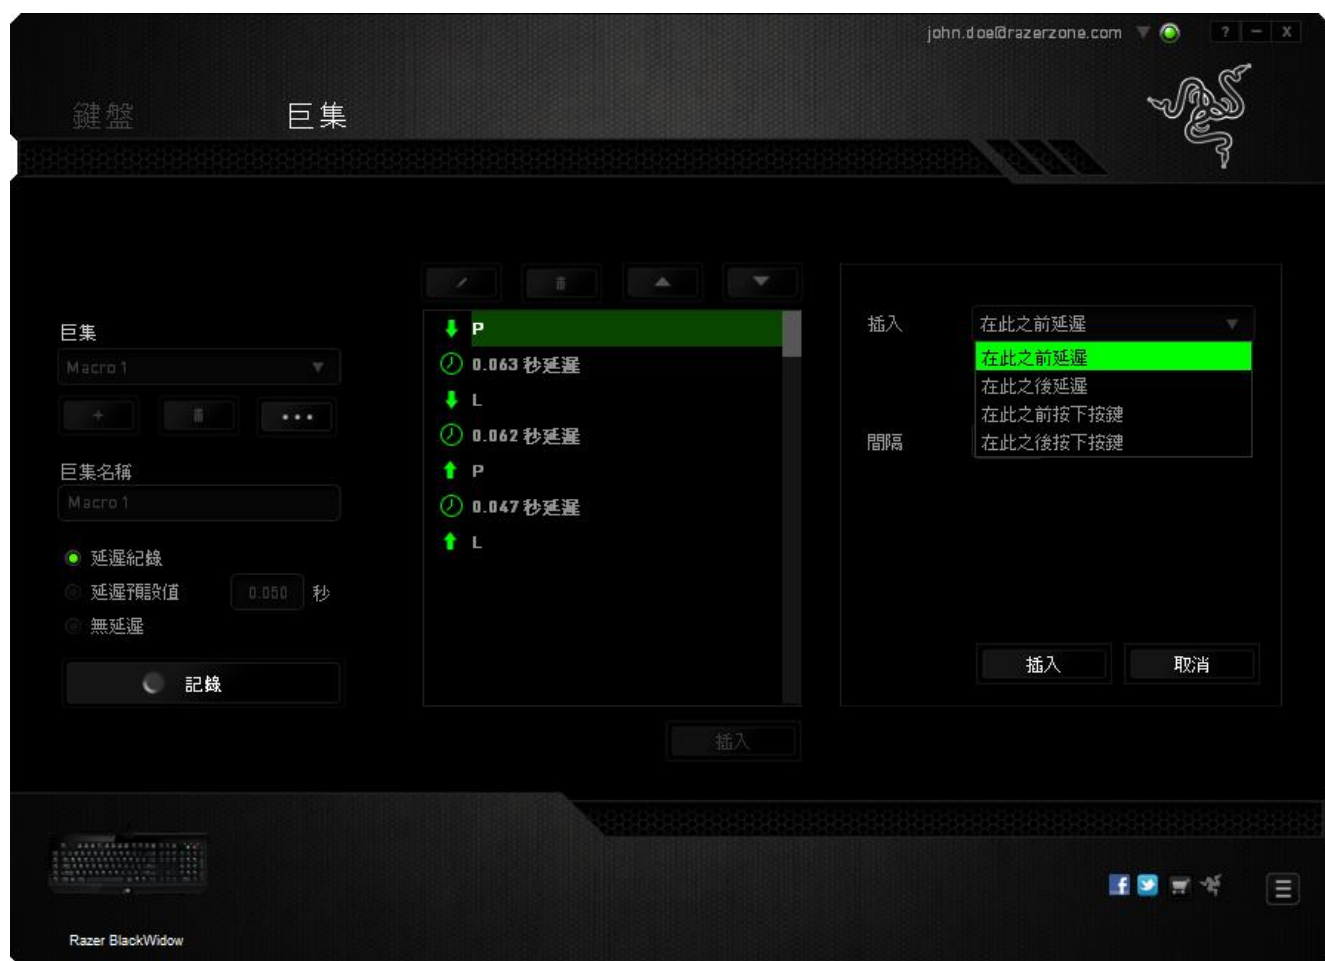 john.doe@razerzone.com
? – X
鍵盤 巨集
巨集
Macro 1
巨集名稱
Macro 1
延遲紀錄
延遲預設值 0.050 秒
無延遲
記錄
P
0.063 秒延遲
L
0.062 秒延遲
P
0.047 秒延遲
L
插入
插入 在此之前延遲
在此之前延遲
在此之後延遲
在此之前按下按鍵
在此之後按下按鍵
間隔
插入 取消
Razer BlackWidow